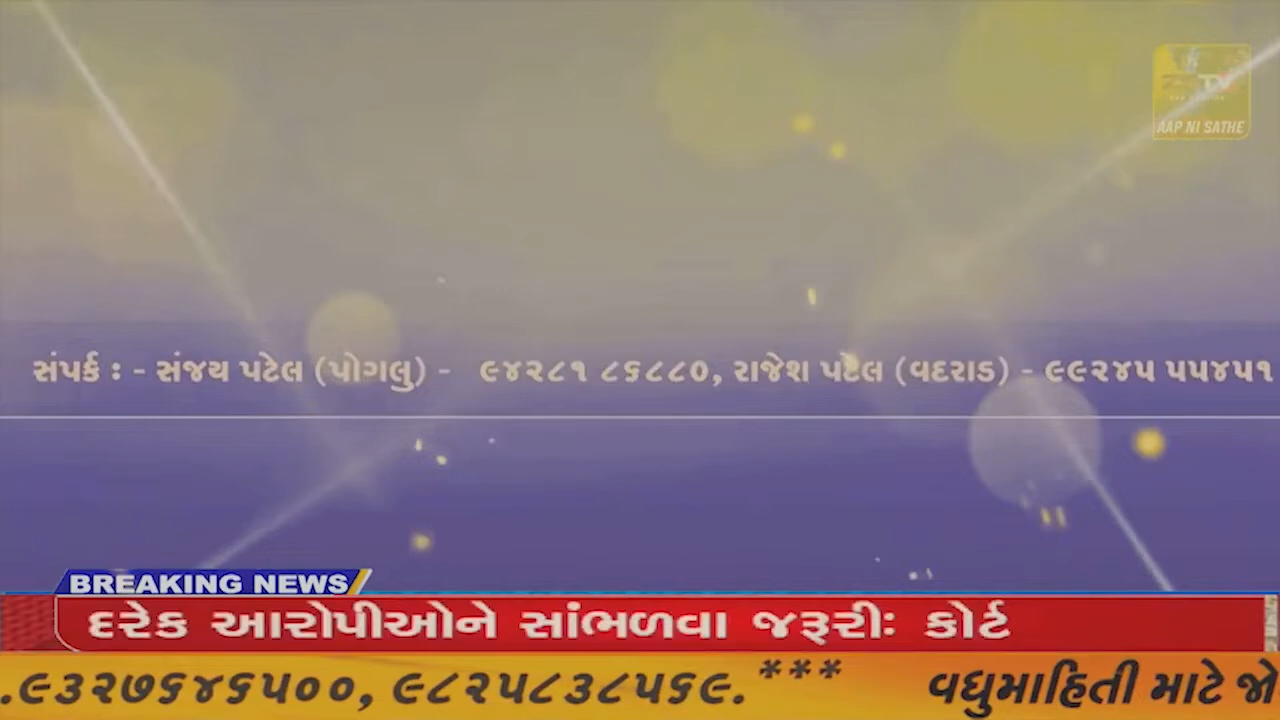 TV
AAP NI SATHE
સંપર્ક : - સંજય પટેલ (પોગલુ) - ૯૪૨૮૧ ૮૬૮૮૦, રાજેશ પટેલ (વદરાડ) - ૯૯૨૪૫ ૫૫૪૫૧
BREAKING NEWS
દરેક આરોપીઓને સાંભળવા જરૂરીઃ કોર્ટ
.૯૩૨૭૬૪૬૫૦૦, ૯૮૨૫૮૩૮૫૬૯.*** વધુમાહિતી માટે જો